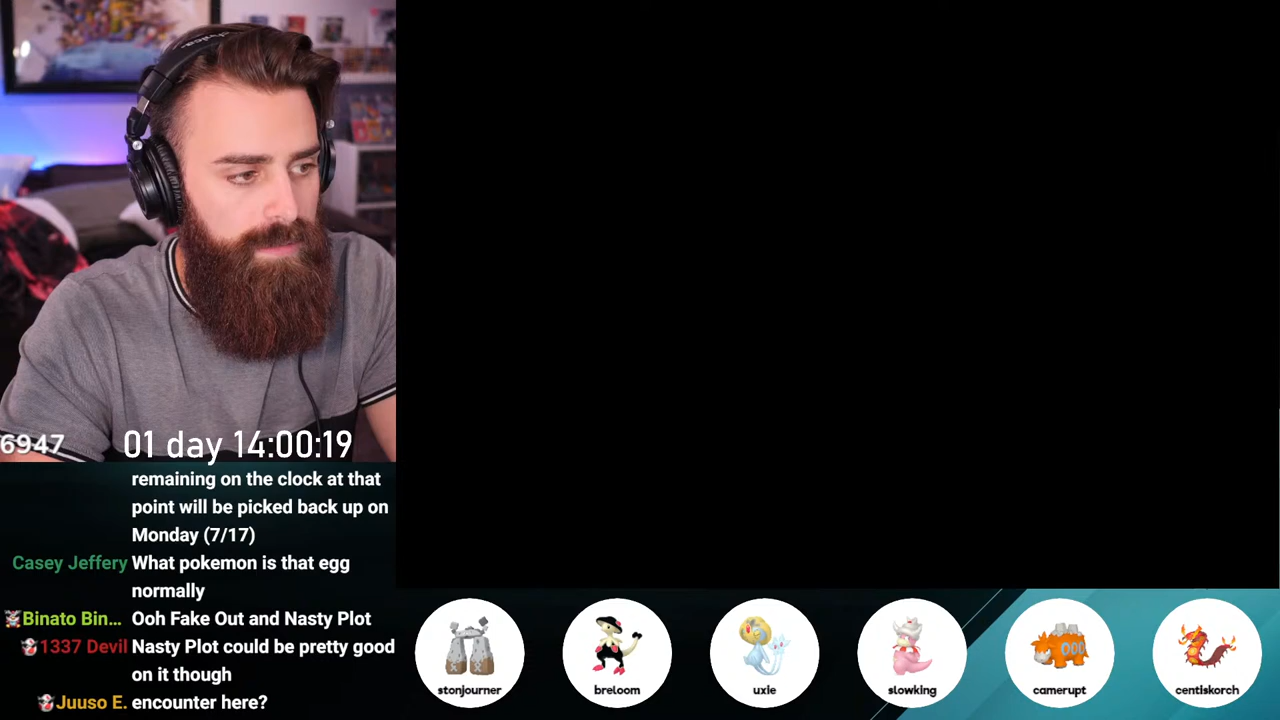 6947
01 day 14:00:19
remaining on the clock at that
point will be picked back up on
Monday (7/17)
Casey Jeffery What pokemon is that egg
normally
Binato Bin... Ooh Fake Out and Nasty Plot
1337 Devil Nasty Plot could be pretty good
on it though
Juuso E. encounter here?
stonjourner
breloom
uxie
slowking
camerupt
centiskorch